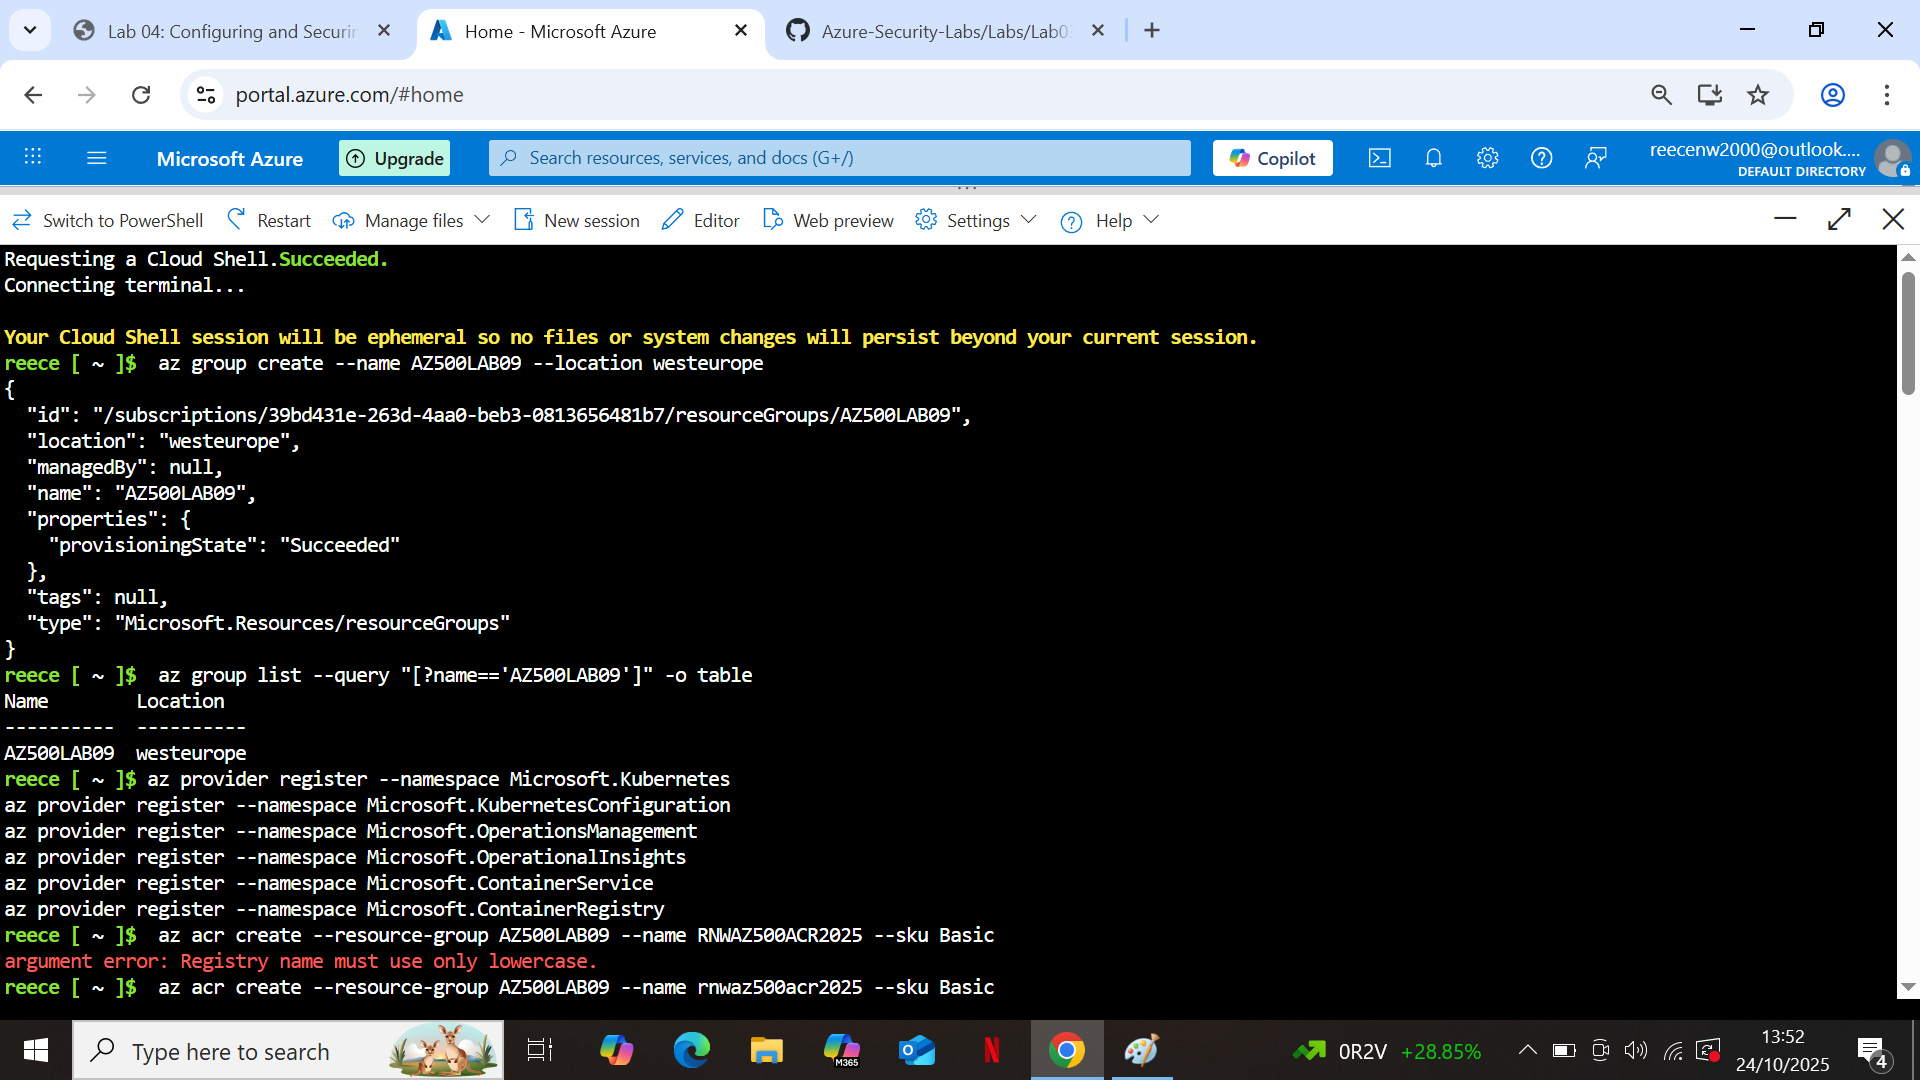 Lab 04: Configuring and Securin
Home - Microsoft Azure
Azure-Security-Labs/Labs/Lab03
portal.azure.com/#home
Microsoft Azure
Upgrade
Search resources, services, and docs (G+/)
Copilot
reecenw2000@outlook....
DEFAULT DIRECTORY
Switch to PowerShell
Restart
Manage files
New session
Editor
Web preview
Settings
Help
Requesting a Cloud Shell.Succeeded.
Connecting terminal...
Your Cloud Shell session will be ephemeral so no files or system changes will persist beyond your current session.
reece [ ~ ]$  az group create --name AZ500LAB09 --location westeurope
{
  "id": "/subscriptions/39bd431e-263d-4aa0-beb3-0813656481b7/resourceGroups/AZ500LAB09",
  "location": "westeurope",
  "managedBy": null,
  "name": "AZ500LAB09",
  "properties": {
    "provisioningState": "Succeeded"
  },
  "tags": null,
  "type": "Microsoft.Resources/resourceGroups"
}
reece [ ~ ]$  az group list --query "[?name=='AZ500LAB09']" -o table
Name        Location
----------  ----------
AZ500LAB09  westeurope
reece [ ~ ]$ az provider register --namespace Microsoft.Kubernetes
az provider register --namespace Microsoft.KubernetesConfiguration
az provider register --namespace Microsoft.OperationsManagement
az provider register --namespace Microsoft.OperationalInsights
az provider register --namespace Microsoft.ContainerService
az provider register --namespace Microsoft.ContainerRegistry
reece [ ~ ]$  az acr create --resource-group AZ500LAB09 --name RNWAZ500ACR2025 --sku Basic
argument error: Registry name must use only lowercase.
reece [ ~ ]$  az acr create --resource-group AZ500LAB09 --name rnwaz500acr2025 --sku Basic
Type here to search
M365
N
0R2V +28.85%
13:52
24/10/2025
4